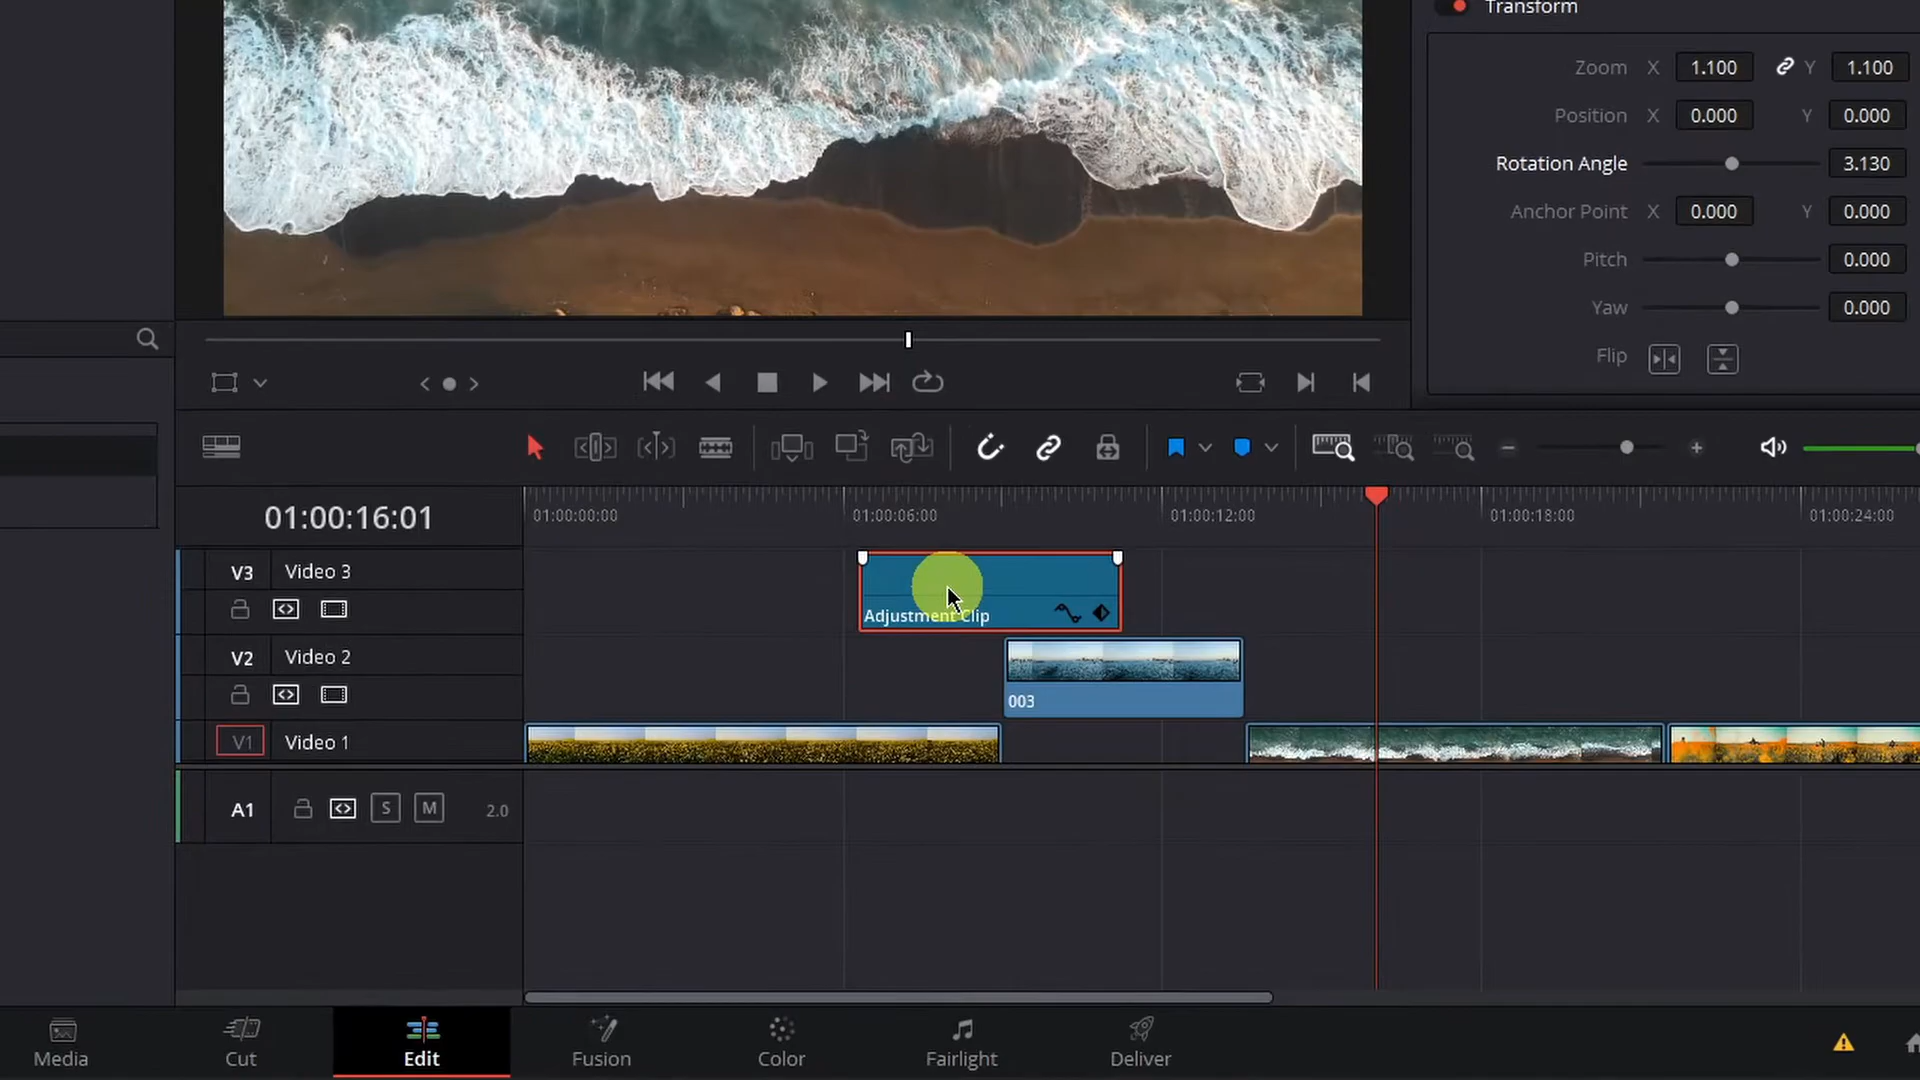 Transform
Zoom X 1.100 Y 1.100
Position X 0.000 Y 0.000
Rotation Angle 3.130
Anchor Point X 0.000 Y 0.000
Pitch 0.000
Yaw 0.000
Flip
01:00:16:01
01:00:00:00 01:00:06:00 01:00:12:00 01:00:18:00 01:00:24:00
V3 Video 3
Adjustment Clip
V2 Video 2
003
V1 Video 1
A1 S M 2.0
Media Cut Edit Fusion Color Fairlight Deliver